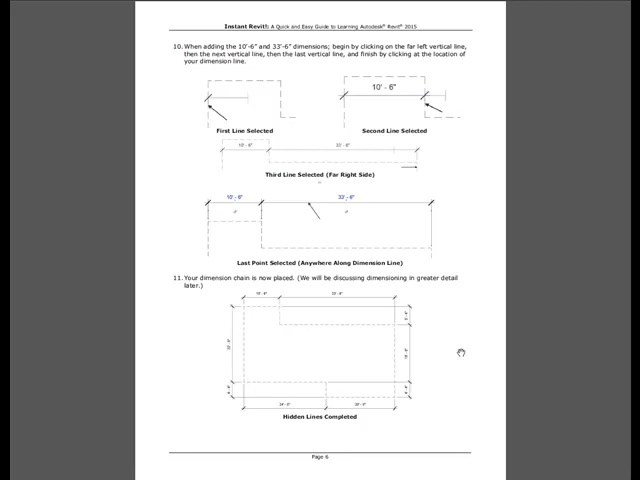 Instant Revit!: A Quick and Easy Guide to Learning Autodesk® Revit® 2015
10. When adding the 10'-6" and 33'-6" dimensions; begin by clicking on the far left vertical line,
then the next vertical line, then the last vertical line, and finish by clicking at the location of
your dimension line.
10' - 6"
First Line Selected
Second Line Selected
10' - 6"
33' - 6"
Third Line Selected (Far Right Side)
10' - 6"
33' - 6"
Last Point Selected (Anywhere Along Dimension Line)
11. Your dimension chain is now placed. (We will be discussing dimensioning in greater detail
later.)
Hidden Lines Completed
Page 6